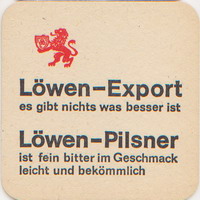 Löwen-Export
es gibt nichts was besser ist
Löwen-Pilsner
ist fein bitter im Geschmack
leicht und bekömmlich